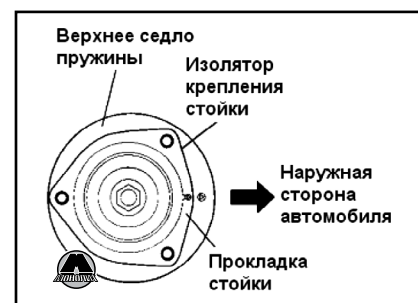 Верхнее седло
пружины
Изолятор
крепления
стойки
Наружная
сторона
автомобиля
Прокладка
стойки